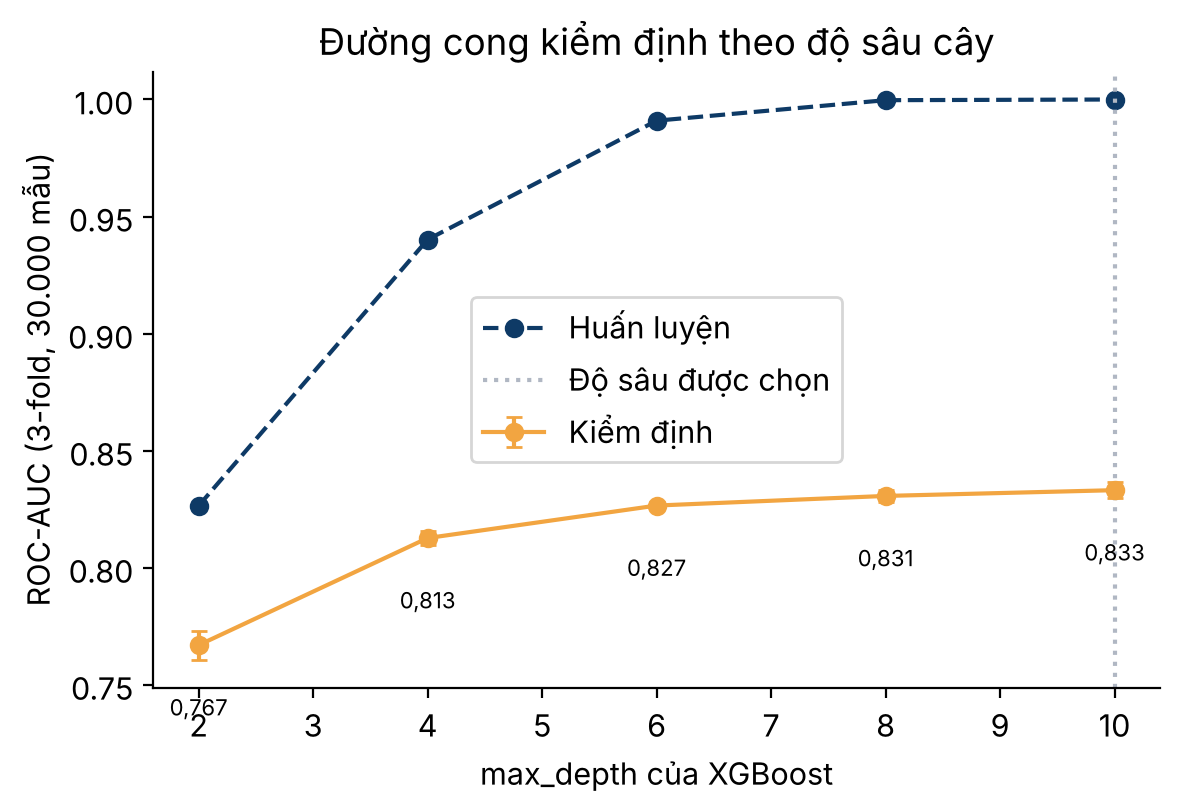 Đường cong kiểm định theo độ sâu cây
ROC-AUC (3-fold, 30.000 mẫu)
1.00
0.95
0.90
0.85
0.80
0.75
Huấn luyện
Độ sâu được chọn
Kiểm định
0,767
0,813
0,827
0,831
0,833
2 3 4 5 6 7 8 9 10
max_depth của XGBoost